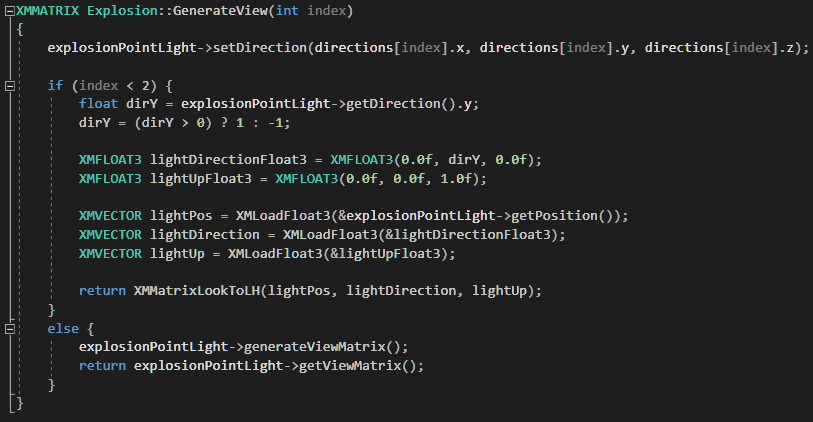 XMMATRIX Explosion::GenerateView(int index)
{
    explosionPointLight->setDirection(directions[index].x, directions[index].y, directions[index].z);

    if (index < 2) {
        float dirY = explosionPointLight->getDirection().y;
        dirY = (dirY > 0) ? 1 : -1;

        XMFLOAT3 lightDirectionFloat3 = XMFLOAT3(0.0f, dirY, 0.0f);
        XMFLOAT3 lightUpFloat3 = XMFLOAT3(0.0f, 0.0f, 1.0f);

        XMVECTOR lightPos = XMLoadFloat3(&explosionPointLight->getPosition());
        XMVECTOR lightDirection = XMLoadFloat3(&lightDirectionFloat3);
        XMVECTOR lightUp = XMLoadFloat3(&lightUpFloat3);

        return XMMatrixLookToLH(lightPos, lightDirection, lightUp);
    }
    else {
        explosionPointLight->generateViewMatrix();
        return explosionPointLight->getViewMatrix();
    }
}